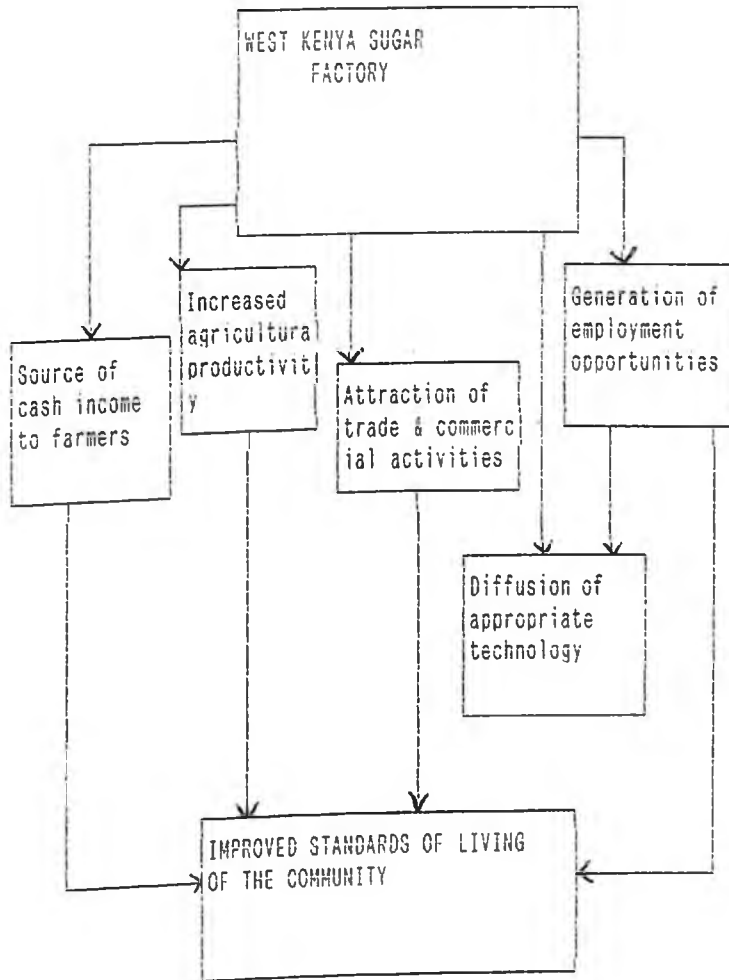 WEST KENYA SUGAR
FACTORY
Increased
agricultura
productivit
y
Generation of
employment
opportunities
Source of
cash income
to farmers
Attraction of
trade & commerc
ial activities
Diffusion of
appropriate
technology
IMPROVED STANDARDS OF LIVING
OF THE COMMUNITY